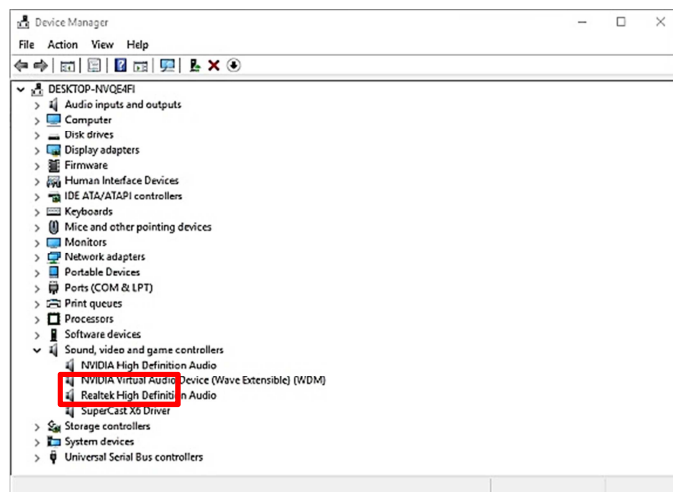 Device Manager
File Action View Help
DESKTOP-NVQE4FI
Audio inputs and outputs
Computer
Disk drives
Display adapters
Firmware
Human Interface Devices
IDE ATA/ATAPI controllers
Keyboards
Mice and other pointing devices
Monitors
Network adapters
Portable Devices
Ports (COM & LPT)
Print queues
Processors
Software devices
Sound, video and game controllers
NVIDIA High Definition Audio
NVIDIA Virtual Audio Device (Wave Extensible) (WDM)
Realtek High Definition Audio
SuperCast X6 Driver
Storage controllers
System devices
Universal Serial Bus controllers